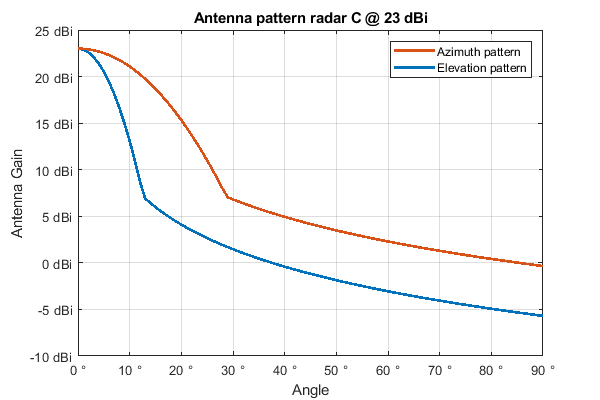 Antenna pattern radar C @ 23 dBi
25 dBi
20 dBi
15 dBi
10 dBi
5 dBi
0 dBi
-5 dBi
-10 dBi
Antenna Gain
Azimuth pattern
Elevation pattern
0 ° 10 ° 20 ° 30 ° 40 ° 50 ° 60 ° 70 ° 80 ° 90 °
Angle